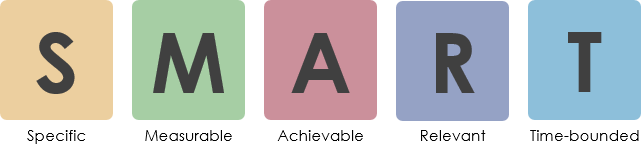 S M A R T
Specific Measurable Achievable Relevant Time-bounded